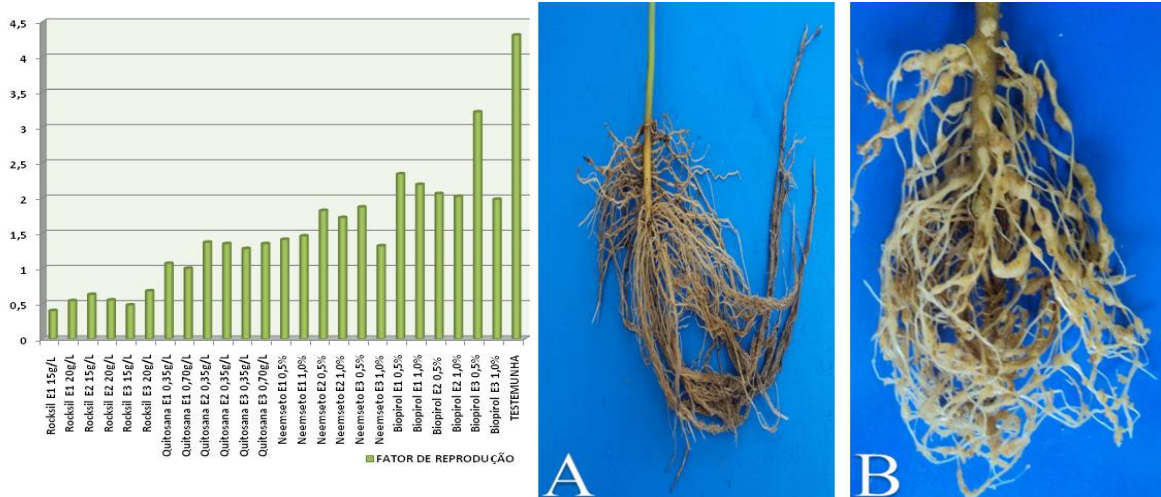 4,5
4
3,5
3
2,5
2
1,5
1
0,5
0
Rocksil E1 15g/L
Rocksil E1 20g/L
Rocksil E2 15g/L
Rocksil E2 20g/L
Rocksil E3 15g/L
Rocksil E3 20g/L
Quitosana E1 0,35g/L
Quitosana E1 0,70g/L
Quitosana E2 0,35g/L
Quitosana E2 0,35g/L
Quitosana E3 0,35g/L
Quitosana E3 0,70g/L
Neemseto E1 0,5%
Neemseto E1 1,0%
Neemseto E2 0,5%
Neemseto E2 1,0%
Neemseto E3 0,5%
Neemseto E3 1,0%
Biopirol E1 0,5%
Biopirol E1 1,0%
Biopirol E2 0,5%
Biopirol E2 1,0%
Biopirol E3 0,5%
Biopirol E3 1,0%
TESTEMUNHA
FATOR DE REPRODUÇÃO
A
B